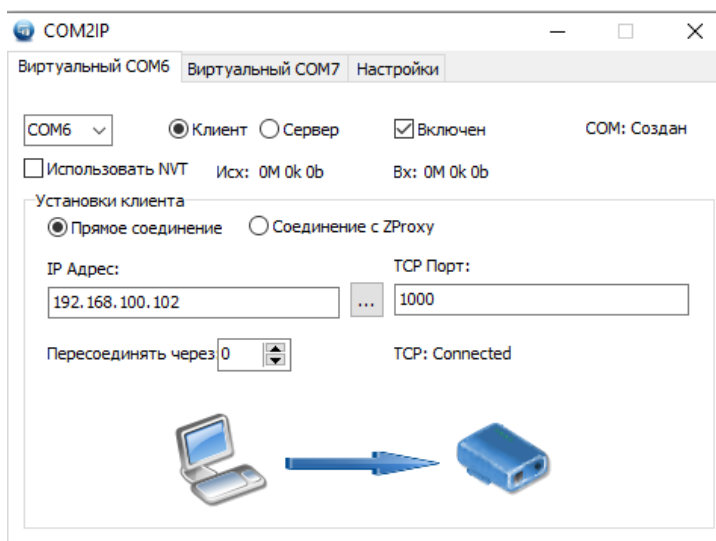 COM2IP
Виртуальный COM6 Виртуальный COM7 Настройки
COM6 Клиент Сервер Включен COM: Создан
Использовать NVT Исх: 0M 0k 0b Вх: 0M 0k 0b
Установки клиента
Прямое соединение Соединение с ZProxy
IP Адрес: TCP Порт:
192.168.100.102 ... 1000
Пересоединять через 0 TCP: Connected